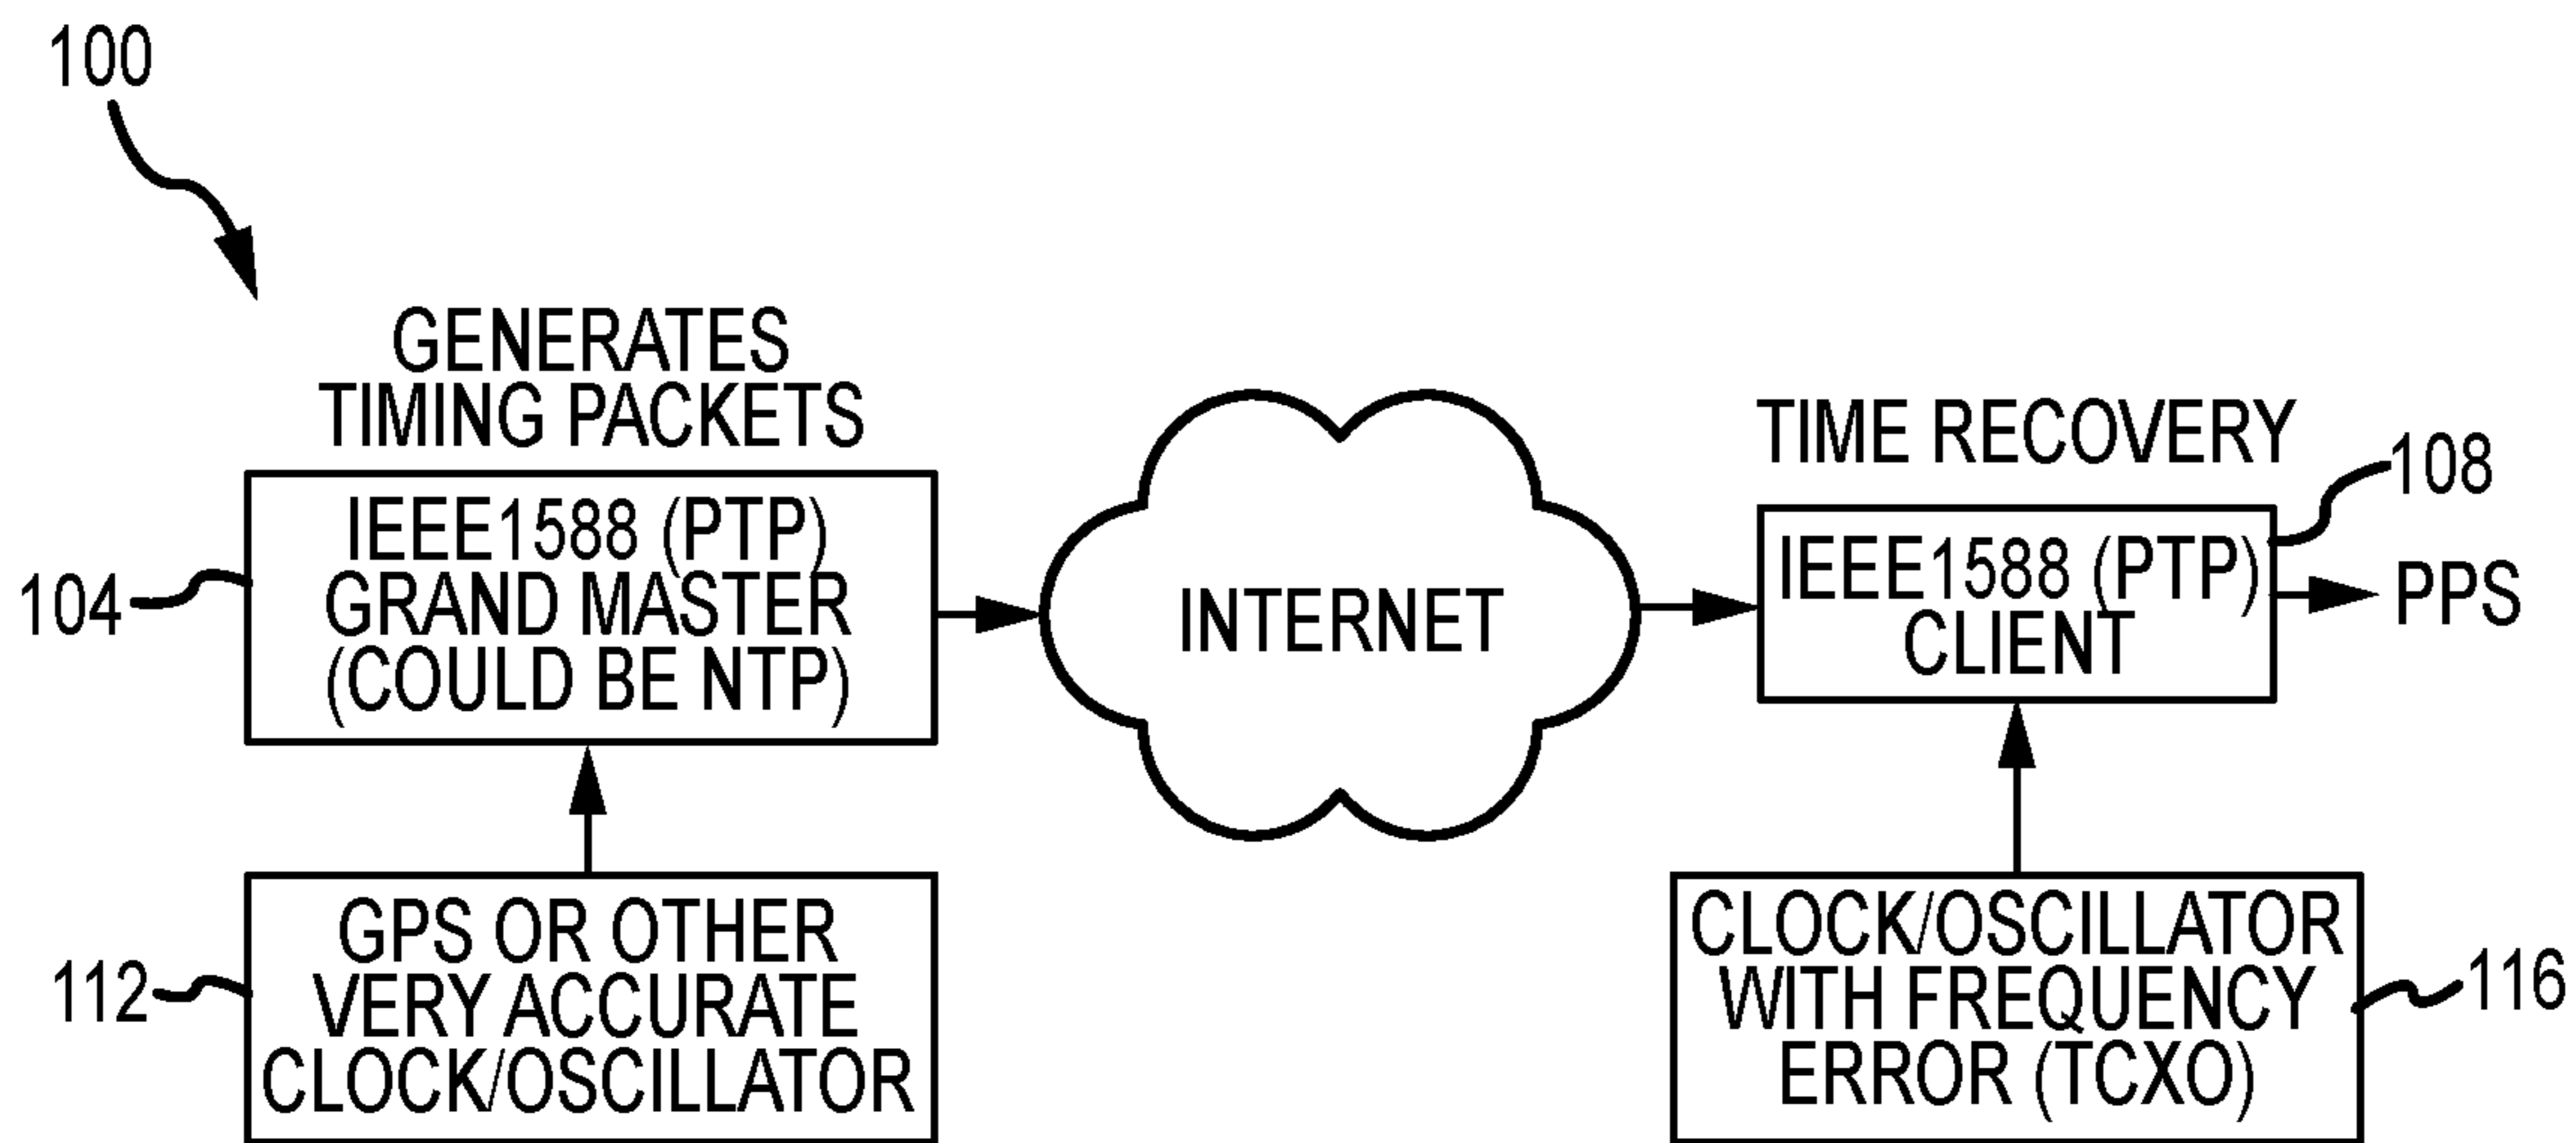 100
GENERATES
TIMING PACKETS
IEEE1588 (PTP)
GRAND MASTER
(COULD BE NTP)
104
GPS OR OTHER
VERY ACCURATE
CLOCK/OSCILLATOR
112
INTERNET
TIME RECOVERY
108
IEEE1588 (PTP)
CLIENT
PPS
CLOCK/OSCILLATOR
WITH FREQUENCY
ERROR (TCXO)
116